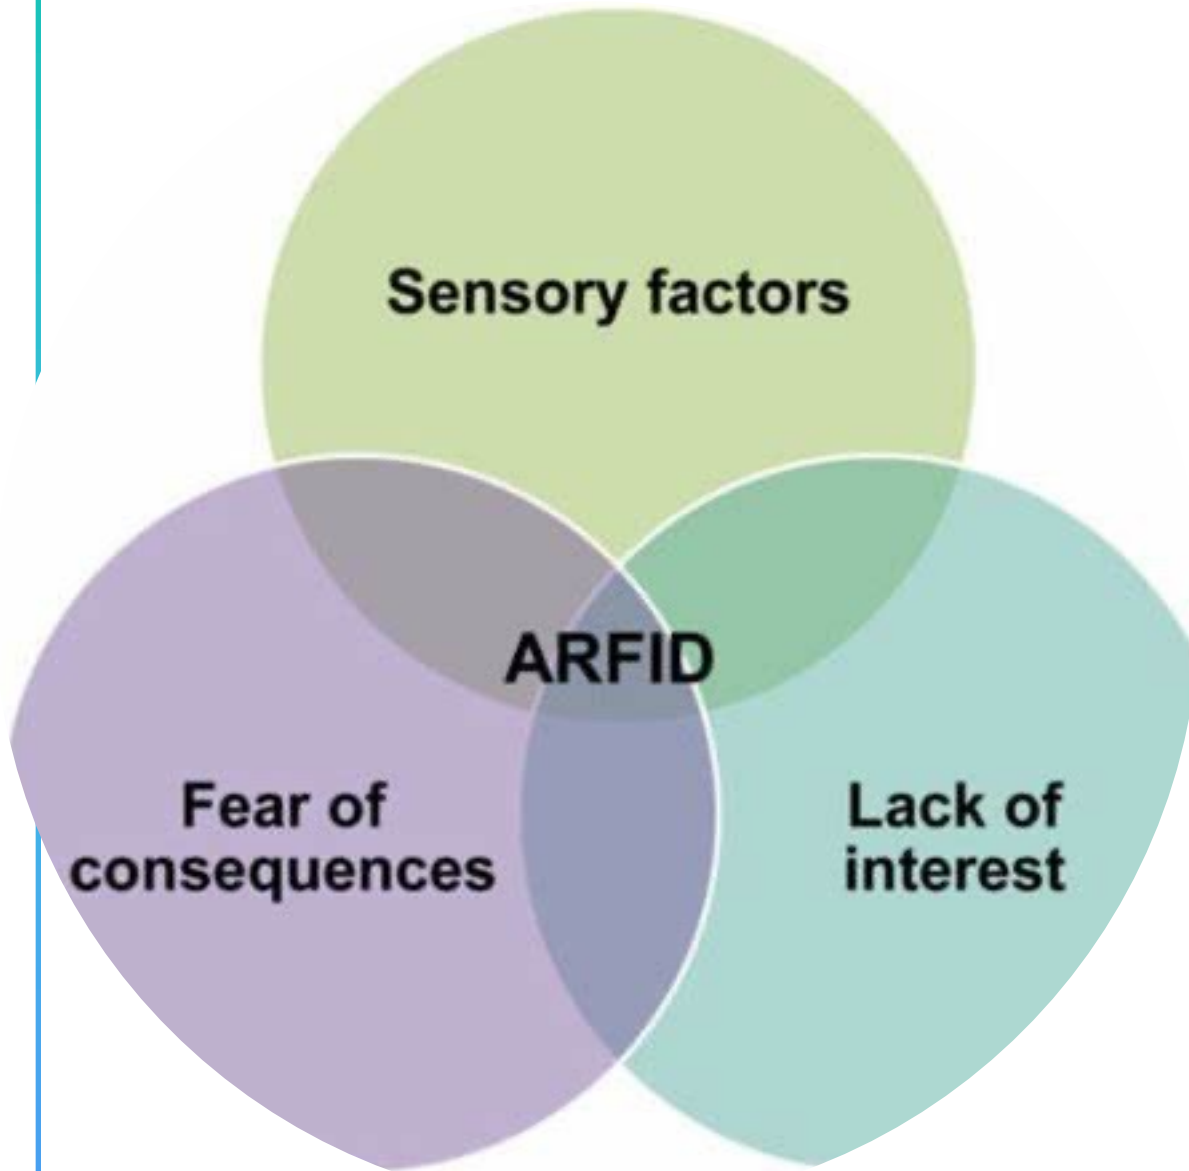 Sensory factors
ARFID
Fear of
consequences
Lack of
interest